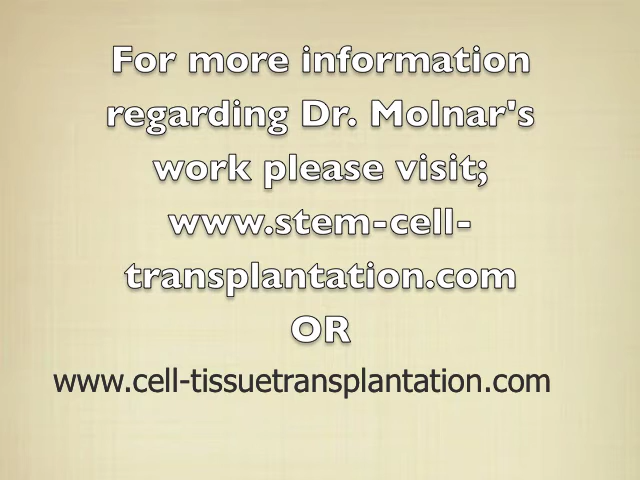 For more information
regarding Dr. Molnar's
work please visit;
www.stem-cell-
transplantation.com
OR
www.cell-tissuetransplantation.com